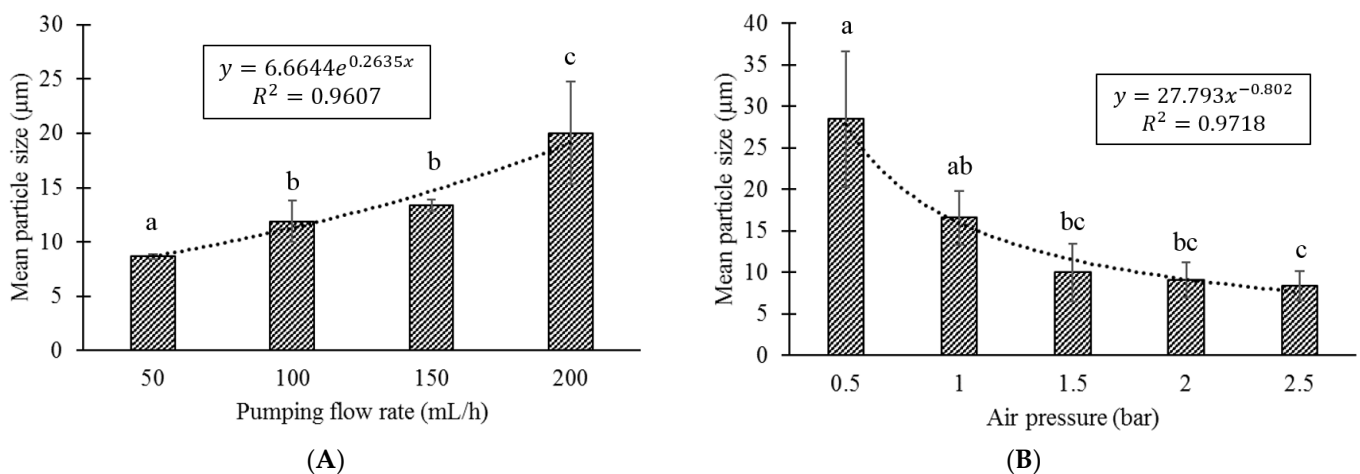 30
25
20
15
10
5
0
Mean particle size (µm)
y = 6.6644e^{0.2635x}
R² = 0.9607
a
b
b
c
50 100 150 200
Pumping flow rate (mL/h)
(A)
40
35
30
25
20
15
10
5
0
Mean particle size (µm)
y = 27.793x^{−0.802}
R² = 0.9718
a
ab
bc
bc
c
0.5 1 1.5 2 2.5
Air pressure (bar)
(B)